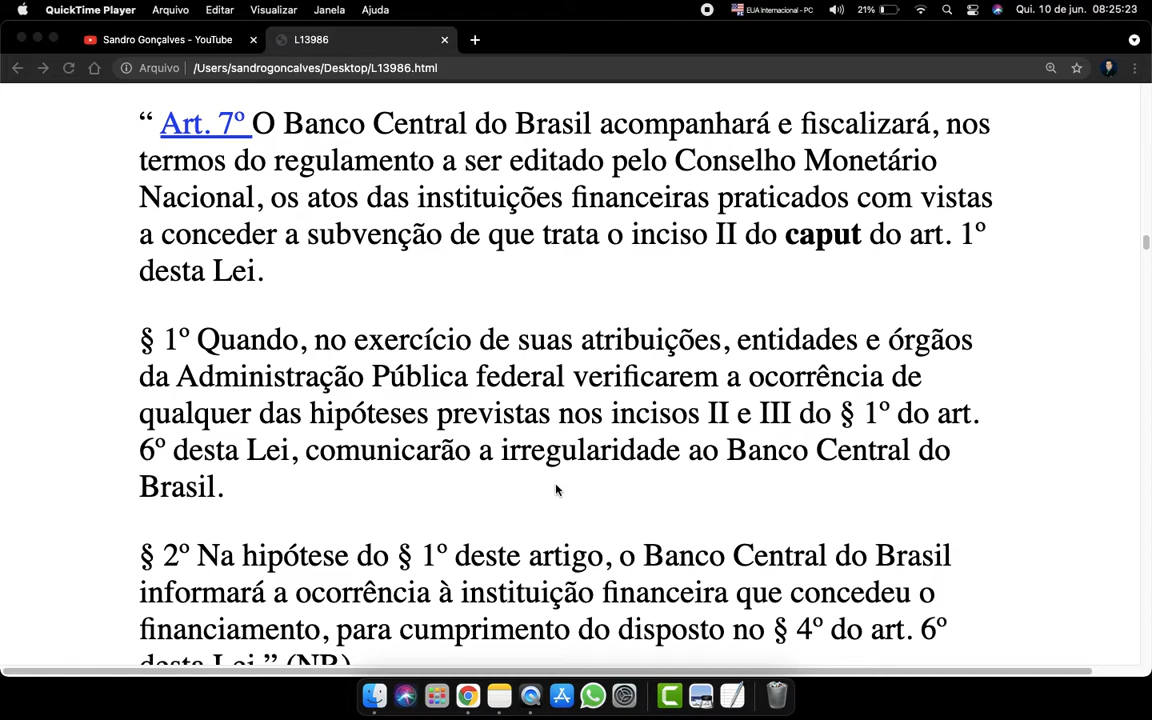 QuickTime Player Arquivo Editar Visualizar Janela Ajuda EUA Internacional - PC 21% Qui. 10 de jun. 08:25:23
Sandro Gonçalves - YouTube L13986
Arquivo /Users/sandrogoncalves/Desktop/L13986.html
“ Art. 7º O Banco Central do Brasil acompanhará e fiscalizará, nos
termos do regulamento a ser editado pelo Conselho Monetário
Nacional, os atos das instituições financeiras praticados com vistas
a conceder a subvenção de que trata o inciso II do caput do art. 1º
desta Lei.
§ 1º Quando, no exercício de suas atribuições, entidades e órgãos
da Administração Pública federal verificarem a ocorrência de
qualquer das hipóteses previstas nos incisos II e III do § 1º do art.
6º desta Lei, comunicarão a irregularidade ao Banco Central do
Brasil.
§ 2º Na hipótese do § 1º deste artigo, o Banco Central do Brasil
informará a ocorrência à instituição financeira que concedeu o
financiamento, para cumprimento do disposto no § 4º do art. 6º
desta Lei.” (NR)